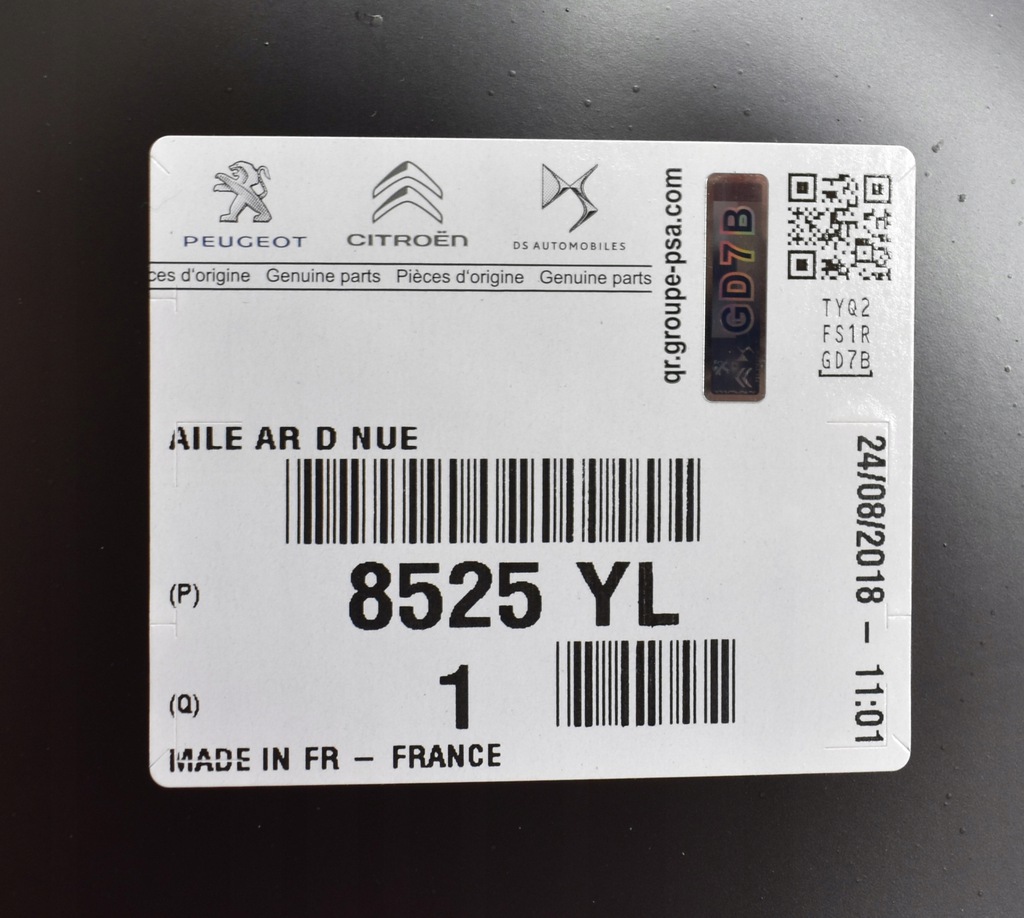 PEUGEOT
CITROËN
DS AUTOMOBILES
ces d'origine Genuine parts Pièces d'origine Genuine parts
qr.groupe-psa.com
GD7B
TYQ2
FS1R
GD7B
AILE AR D NUE
(P) 8525 YL
(Q) 1
MADE IN FR – FRANCE
24/08/2018 – 11:01